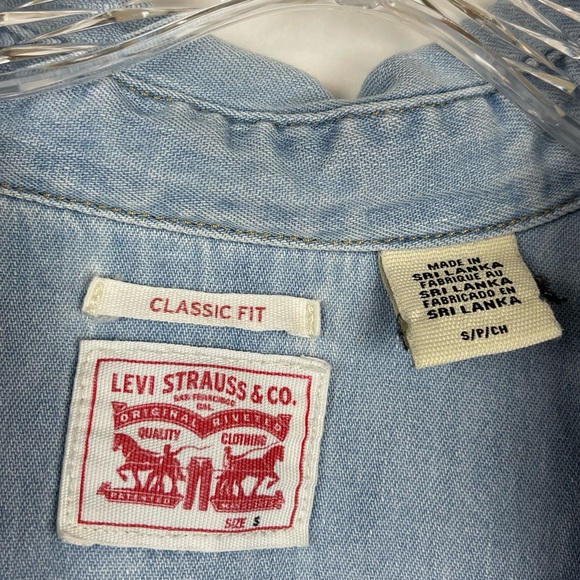 MADE IN
SRI LANKA
FABRIQUE AU
SRI LANKA
FABRICADO EN
SRI LANKA
S/P/CH
CLASSIC FIT
LEVI STRAUSS & CO.
SAN FRANCISCO
CAL.
ORIGINAL RIVETED
QUALITY CLOTHING
PATENTED
SIZE S